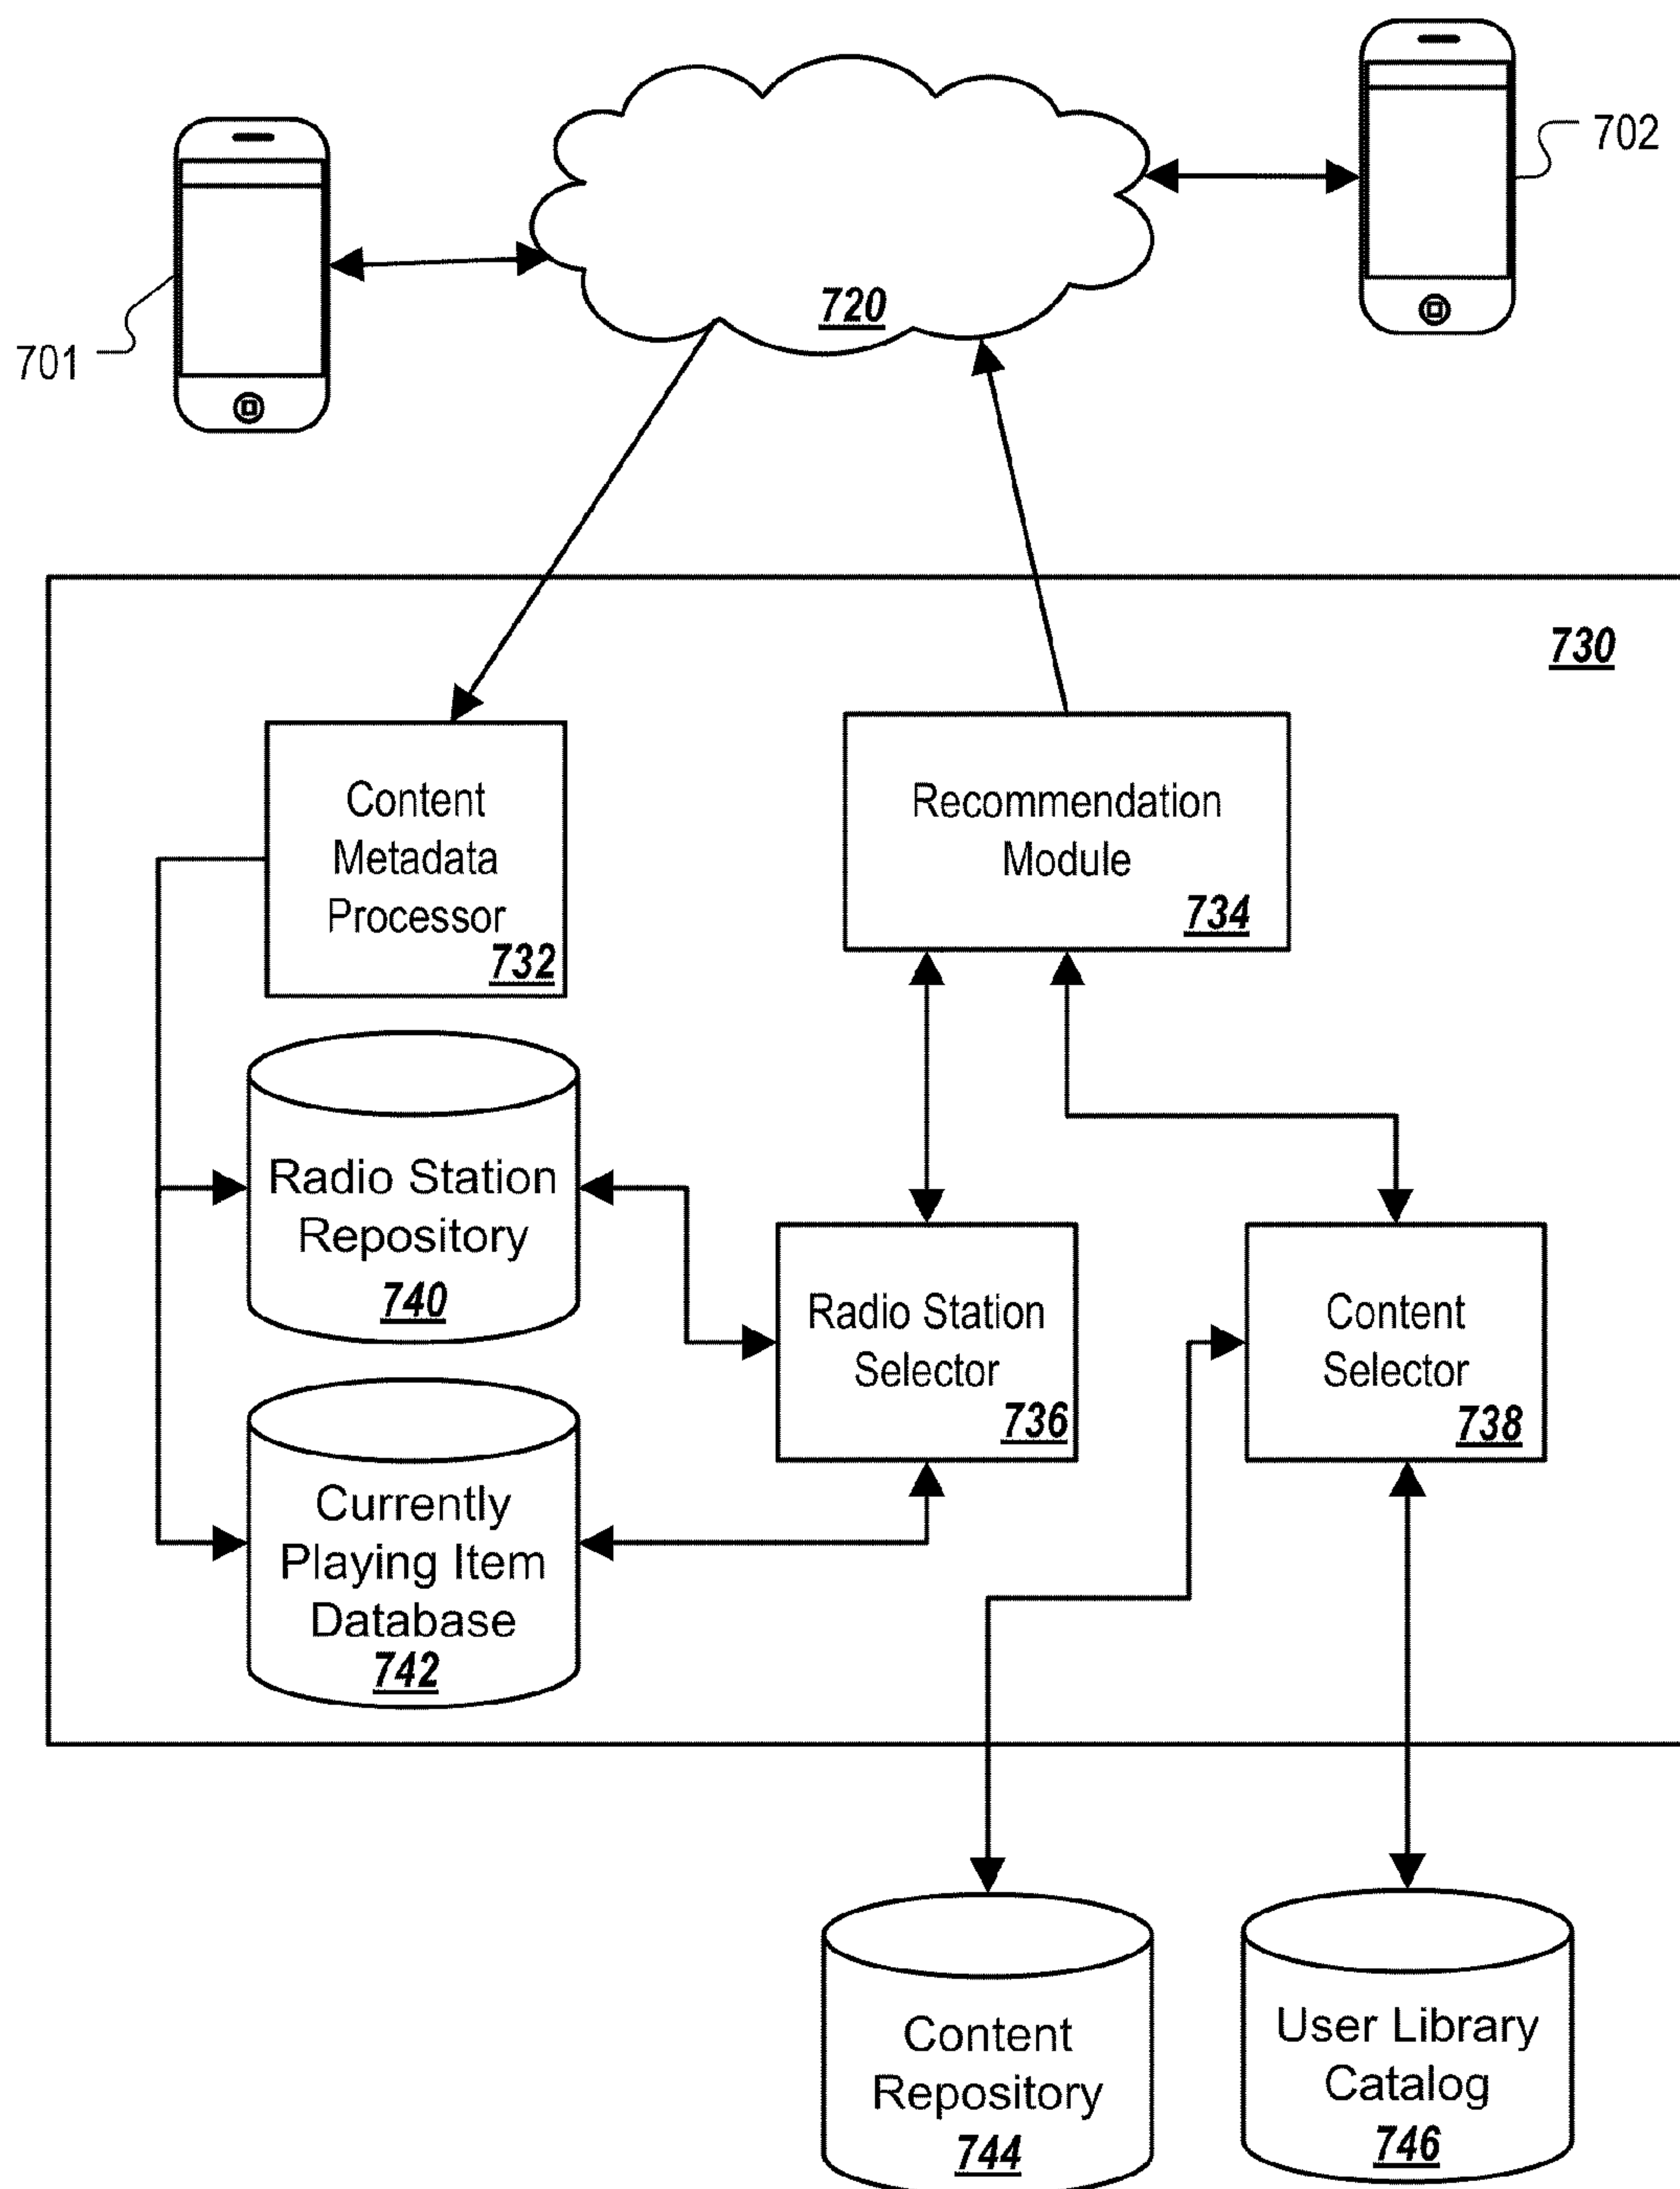 702
720
701
730
Content
Metadata
Processor
732
Recommendation
Module
734
Radio Station
Repository
740
Radio Station
Selector
736
Content
Selector
738
Currently
Playing Item
Database
742
Content
Repository
744
User Library
Catalog
746